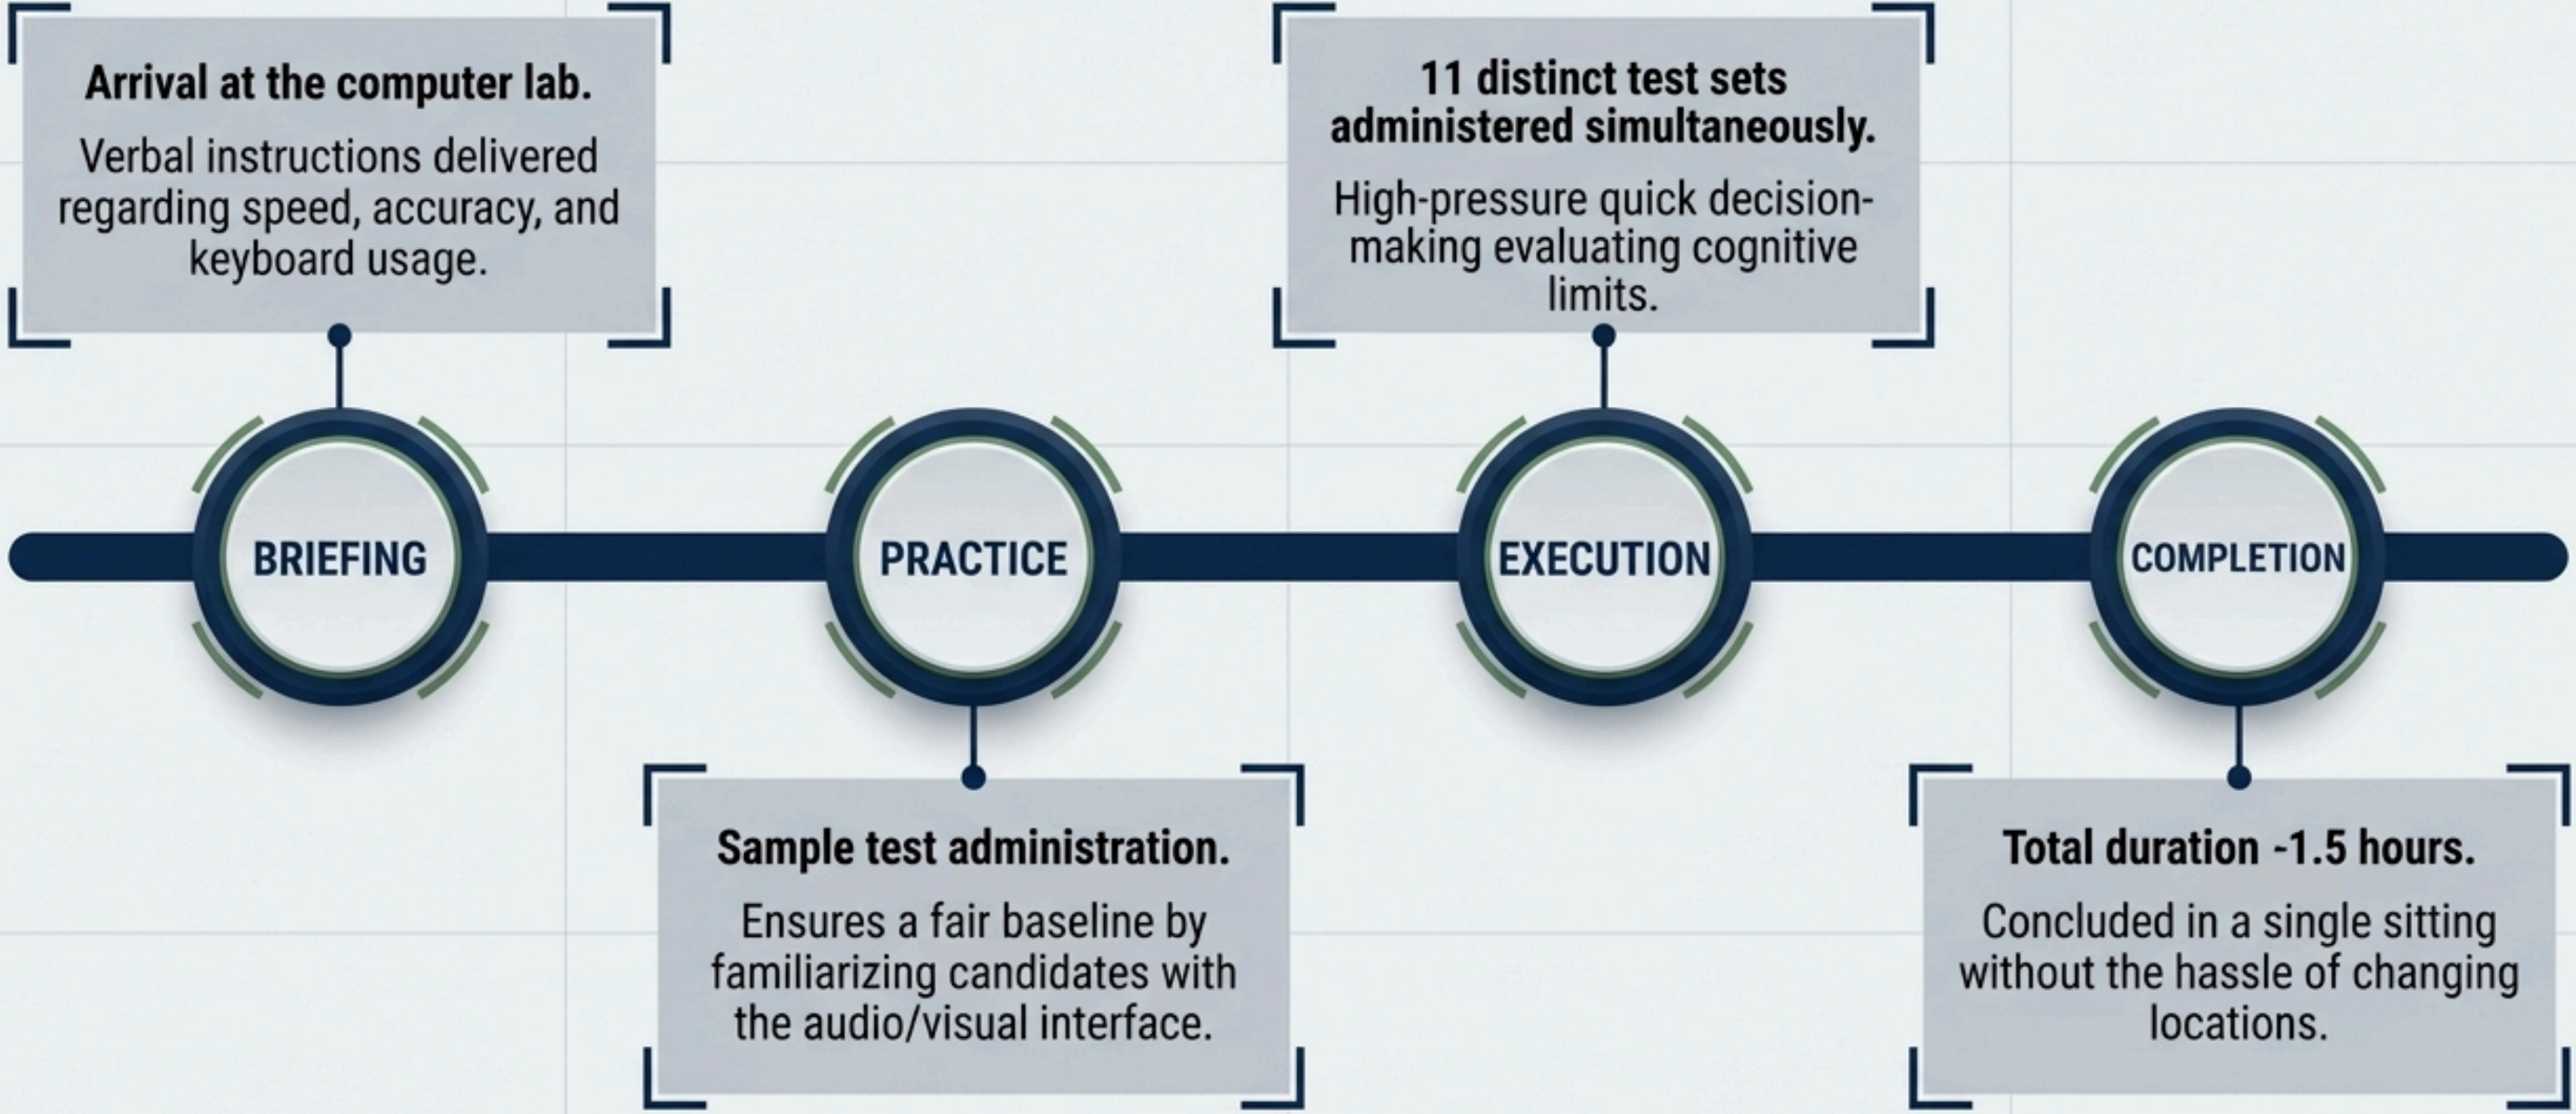 Arrival at the computer lab.
Verbal instructions delivered
regarding speed, accuracy, and
keyboard usage.
11 distinct test sets
administered simultaneously.
High-pressure quick decision-
making evaluating cognitive
limits.
BRIEFING
PRACTICE
EXECUTION
COMPLETION
Sample test administration.
Ensures a fair baseline by
familiarizing candidates with
the audio/visual interface.
Total duration -1.5 hours.
Concluded in a single sitting
without the hassle of changing
locations.